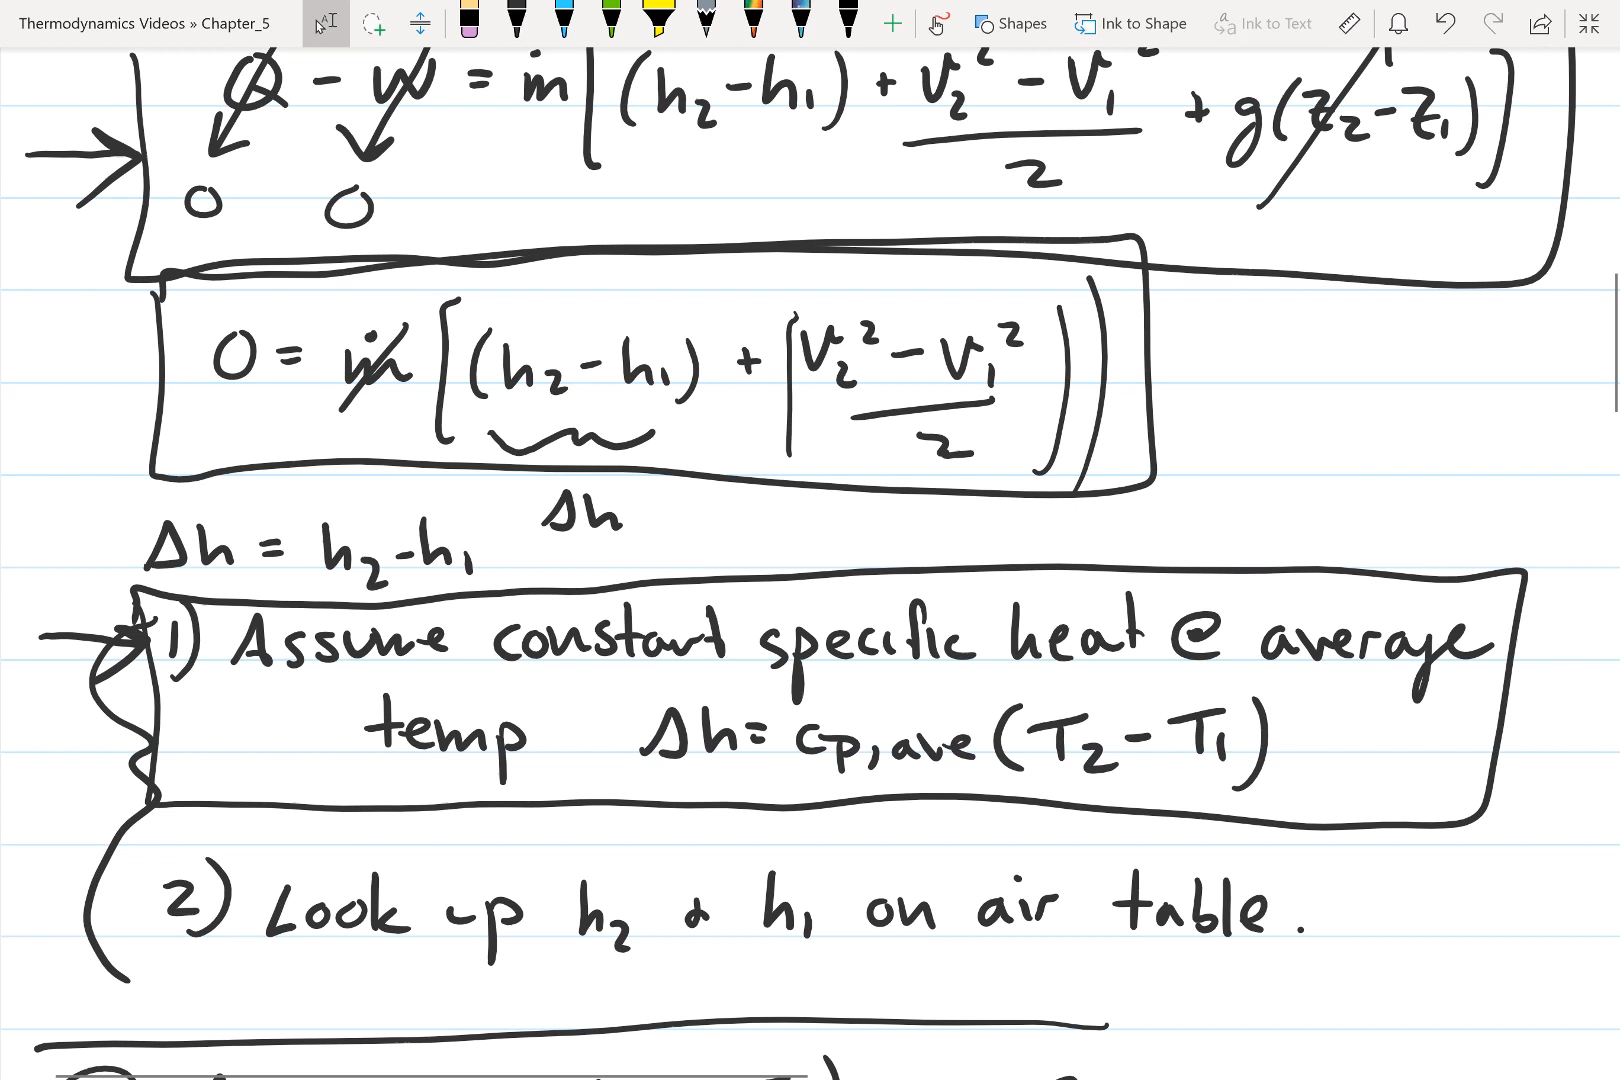 Thermodynamics Videos » Chapter_5 Shapes Ink to Shape Ink to Text
Q - W = ṁ[(h₂-h₁) + V₂² - V₁² / 2 + g(z₂-z₁)]
0 0
0 = ṁ[(h₂-h₁) + (V₂² - V₁² / 2))
Δh
Δh = h₂-h₁
1) Assume constant specific heat @ average
temp Δh = cp,ave (T₂-T₁)
2) Look up h₂ & h₁ on air table.